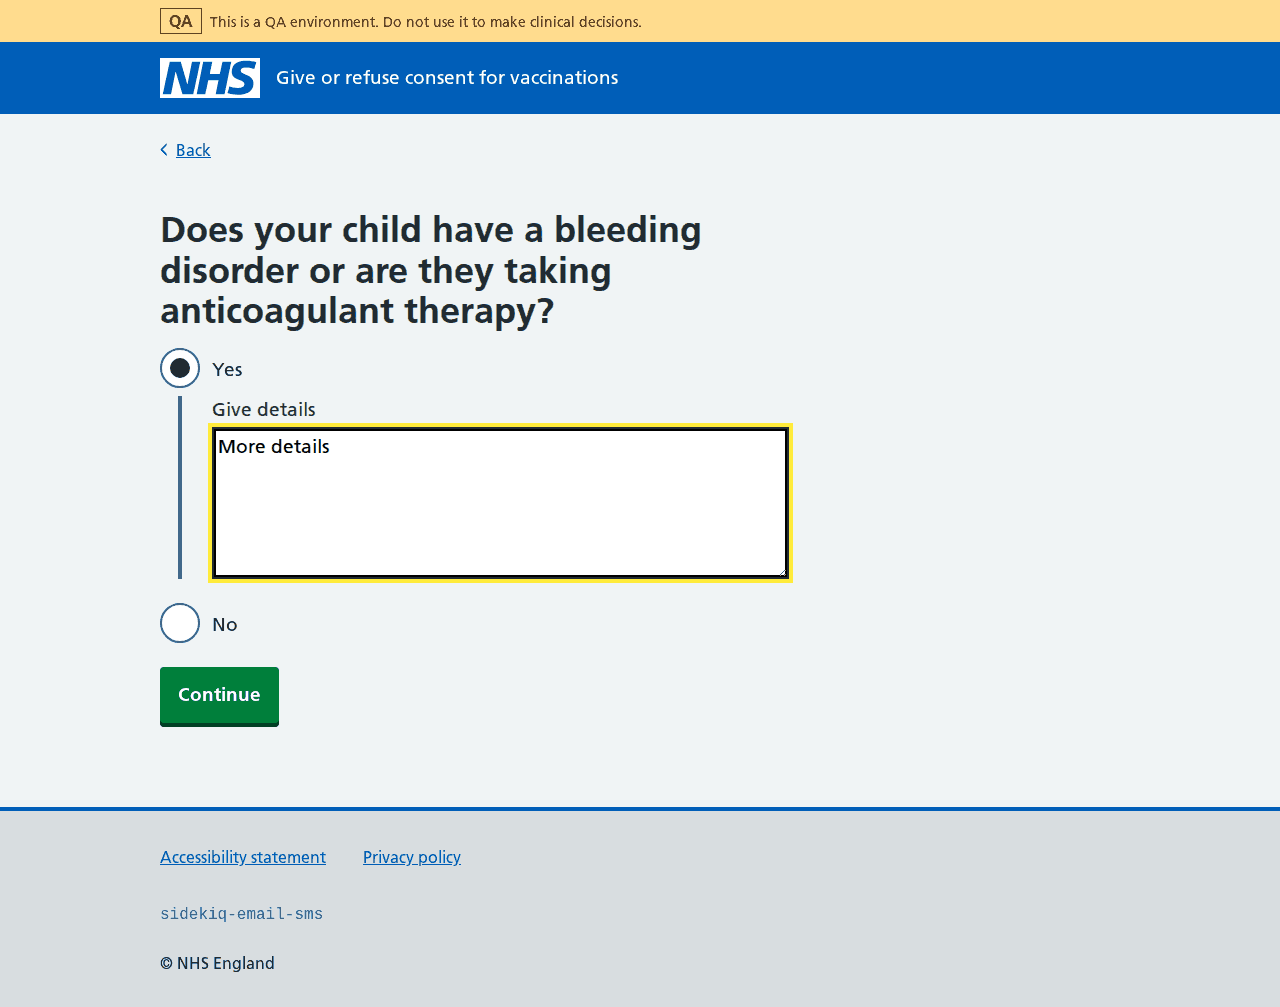 QA This is a QA environment. Do not use it to make clinical decisions.
NHS Give or refuse consent for vaccinations
Back
Does your child have a bleeding
disorder or are they taking
anticoagulant therapy?
Yes
Give details
More details
No
Continue
Accessibility statement Privacy policy
sidekiq-email-sms
© NHS England